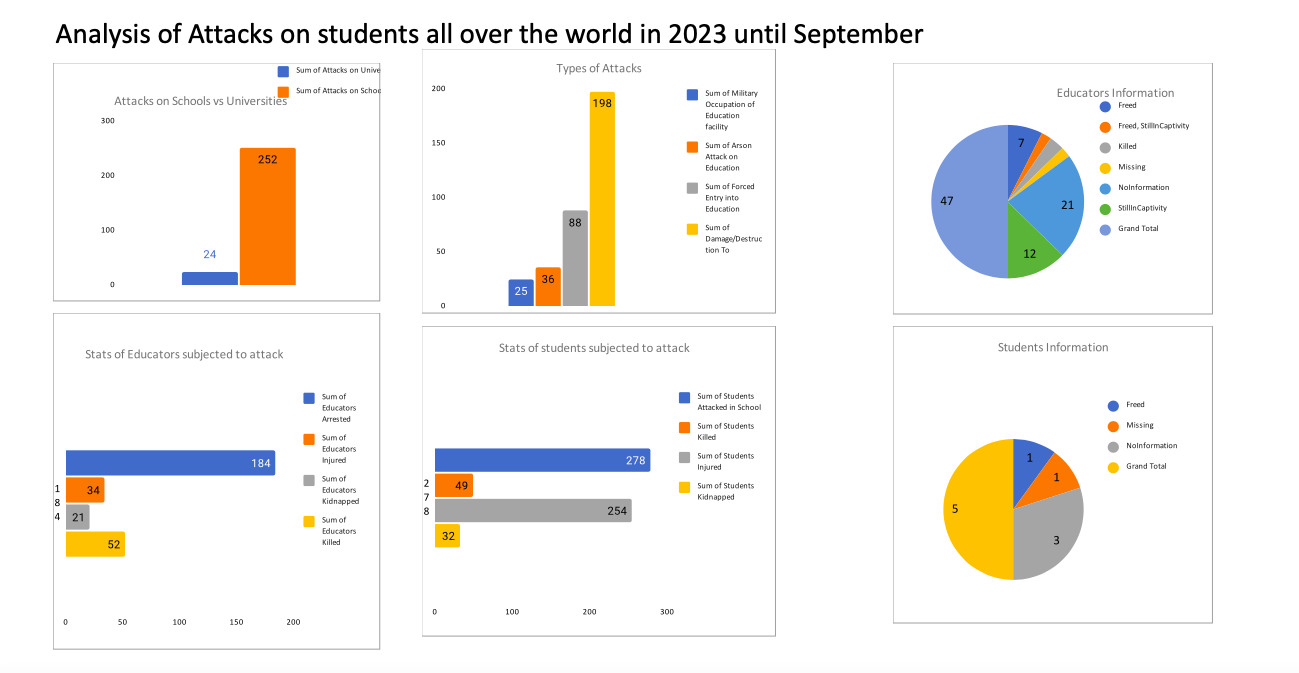 Analysis of Attacks on students all over the world in 2023 until September
Sum of Attacks on Unive
Sum of Attacks on Schoo
Attacks on Schools vs Universities
300
200
100
0
24
252
Types of Attacks
200
150
100
50
0
25
36
88
198
Sum of Military
Occupation of
Education
facility
Sum of Arson
Attack on
Education
Sum of Forced
Entry into
Education
Sum of
Damage/Destruc
tion To
Educators Information
Freed
Freed, StillInCaptivity
Killed
Missing
NoInformation
StillInCaptivity
Grand Total
7
21
12
47
Stats of Educators subjected to attack
Sum of
Educators
Arrested
Sum of
Educators
Injured
Sum of
Educators
Kidnapped
Sum of
Educators
Killed
184
34
21
52
1
8
4
0 50 100 150 200
Stats of students subjected to attack
Sum of Students
Attacked in School
Sum of Students
Killed
Sum of Students
Injured
Sum of Students
Kidnapped
278
49
254
32
2
7
8
0 100 200 300
Students Information
Freed
Missing
NoInformation
Grand Total
1
1
3
5